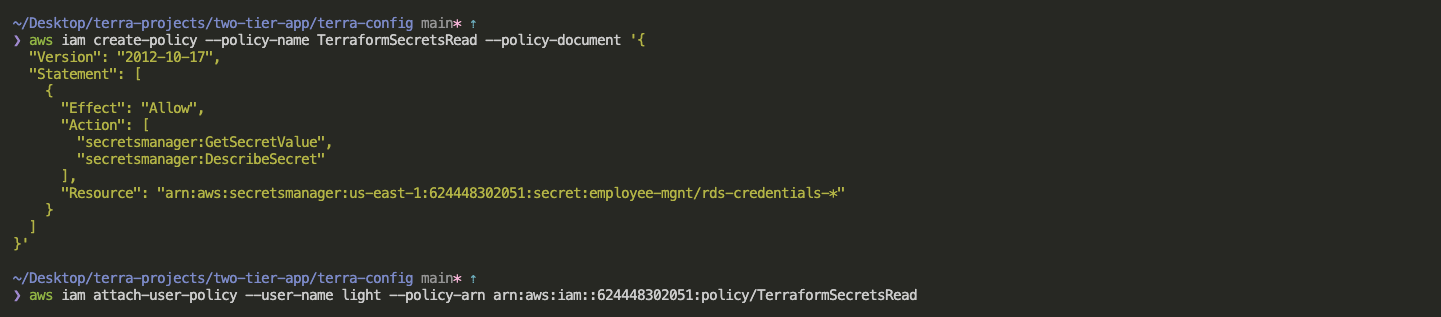 ~/Desktop/terra-projects/two-tier-app/terra-config main* ⇡
❯ aws iam create-policy --policy-name TerraformSecretsRead --policy-document '{
  "Version": "2012-10-17",
  "Statement": [
    {
      "Effect": "Allow",
      "Action": [
        "secretsmanager:GetSecretValue",
        "secretsmanager:DescribeSecret"
      ],
      "Resource": "arn:aws:secretsmanager:us-east-1:624448302051:secret:employee-mgnt/rds-credentials-*"
    }
  ]
}'
~/Desktop/terra-projects/two-tier-app/terra-config main* ⇡
❯ aws iam attach-user-policy --user-name light --policy-arn arn:aws:iam::624448302051:policy/TerraformSecretsRead